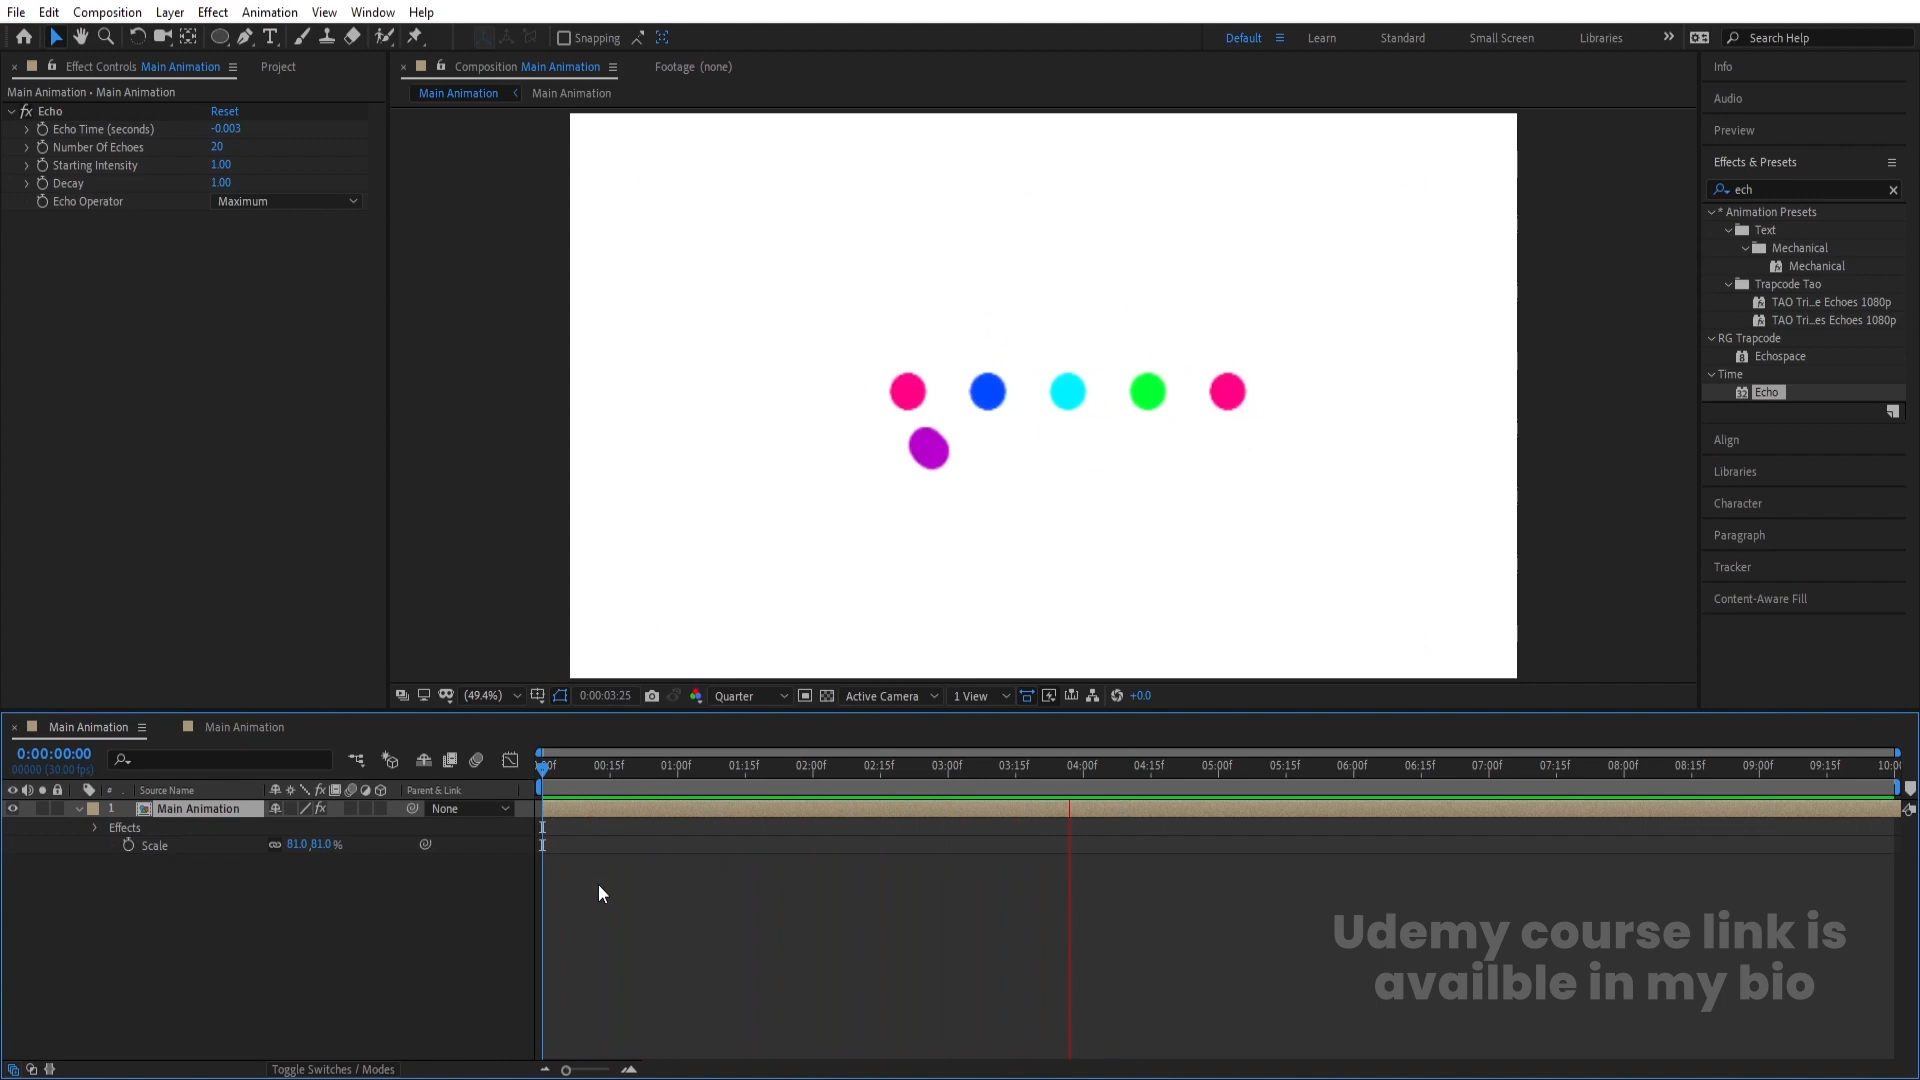 File Edit Composition Layer Effect Animation View Window Help
Snapping
Default Learn Standard Small Screen Libraries
Search Help
Effect Controls Main Animation Project
Main Animation • Main Animation
Echo Reset
Echo Time (seconds) -0.003
Number Of Echoes 20
Starting Intensity 1.00
Decay 1.00
Echo Operator Maximum
Composition Main Animation Footage (none)
Main Animation Main Animation
Info
Audio
Preview
Effects & Presets
ech
* Animation Presets
Text
Mechanical
Mechanical
Trapcode Tao
TAO Tri...e Echoes 1080p
TAO Tri...es Echoes 1080p
RG Trapcode
Echospace
Time
Echo
Align
Libraries
Character
Paragraph
Tracker
Content-Aware Fill
(49.4%) 0:00:03:25 Quarter Active Camera 1 View +0.0
Main Animation Main Animation
0:00:00:00
00000 (30.00 fps)
00:15f 01:00f 01:15f 02:00f 02:15f 03:00f 03:15f 04:00f 04:15f 05:00f 05:15f 06:00f 06:15f 07:00f 07:15f 08:00f 08:15f 09:00f 09:15f 10:00
# Source Name Parent & Link
1 Main Animation None
Effects
Scale 81.0,81.0 %
Udemy course link is
availble in my bio
Toggle Switches / Modes